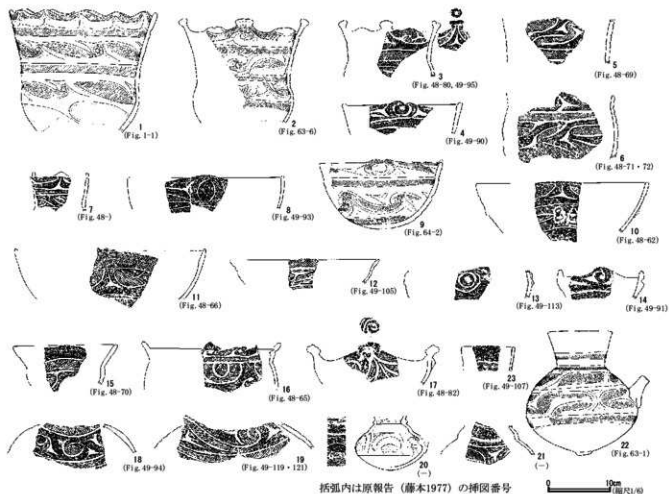 1
(Fig. 1-1)
2
(Fig. 63-6)
3
(Fig. 48-80, 49-95)
4
(Fig. 49-90)
5
(Fig. 48-69)
6
(Fig. 48-71・72)
7
(Fig. 48-)
8
(Fig. 49-93)
9
(Fig. 64-2)
10
(Fig. 48-62)
11
(Fig. 48-66)
12
(Fig. 49-105)
13
(Fig. 49-113)
14
(Fig. 49-91)
15
(Fig. 48-70)
16
(Fig. 48-65)
17
(Fig. 48-82)
23
(Fig. 49-107)
18
(Fig. 49-94)
19
(Fig. 49-119・121)
20
(-)
21
(-)
22
(Fig. 63-1)
括弧内は原報告(藤本1977)の挿図番号
0 10cm
(縮尺1/6)